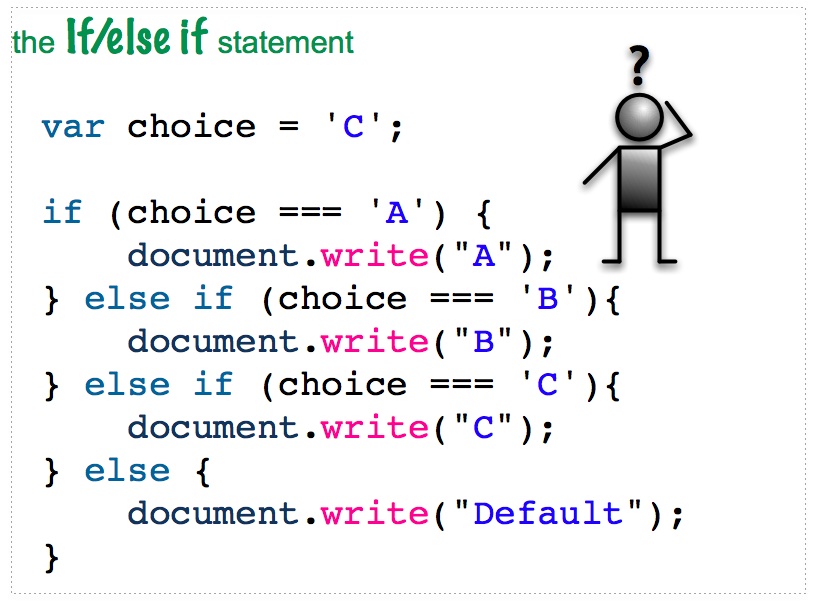 the If/else if statement
?
var choice = 'C';
if (choice === 'A') {
    document.write("A");
} else if (choice === 'B'){
    document.write("B");
} else if (choice === 'C'){
    document.write("C");
} else {
    document.write("Default");
}